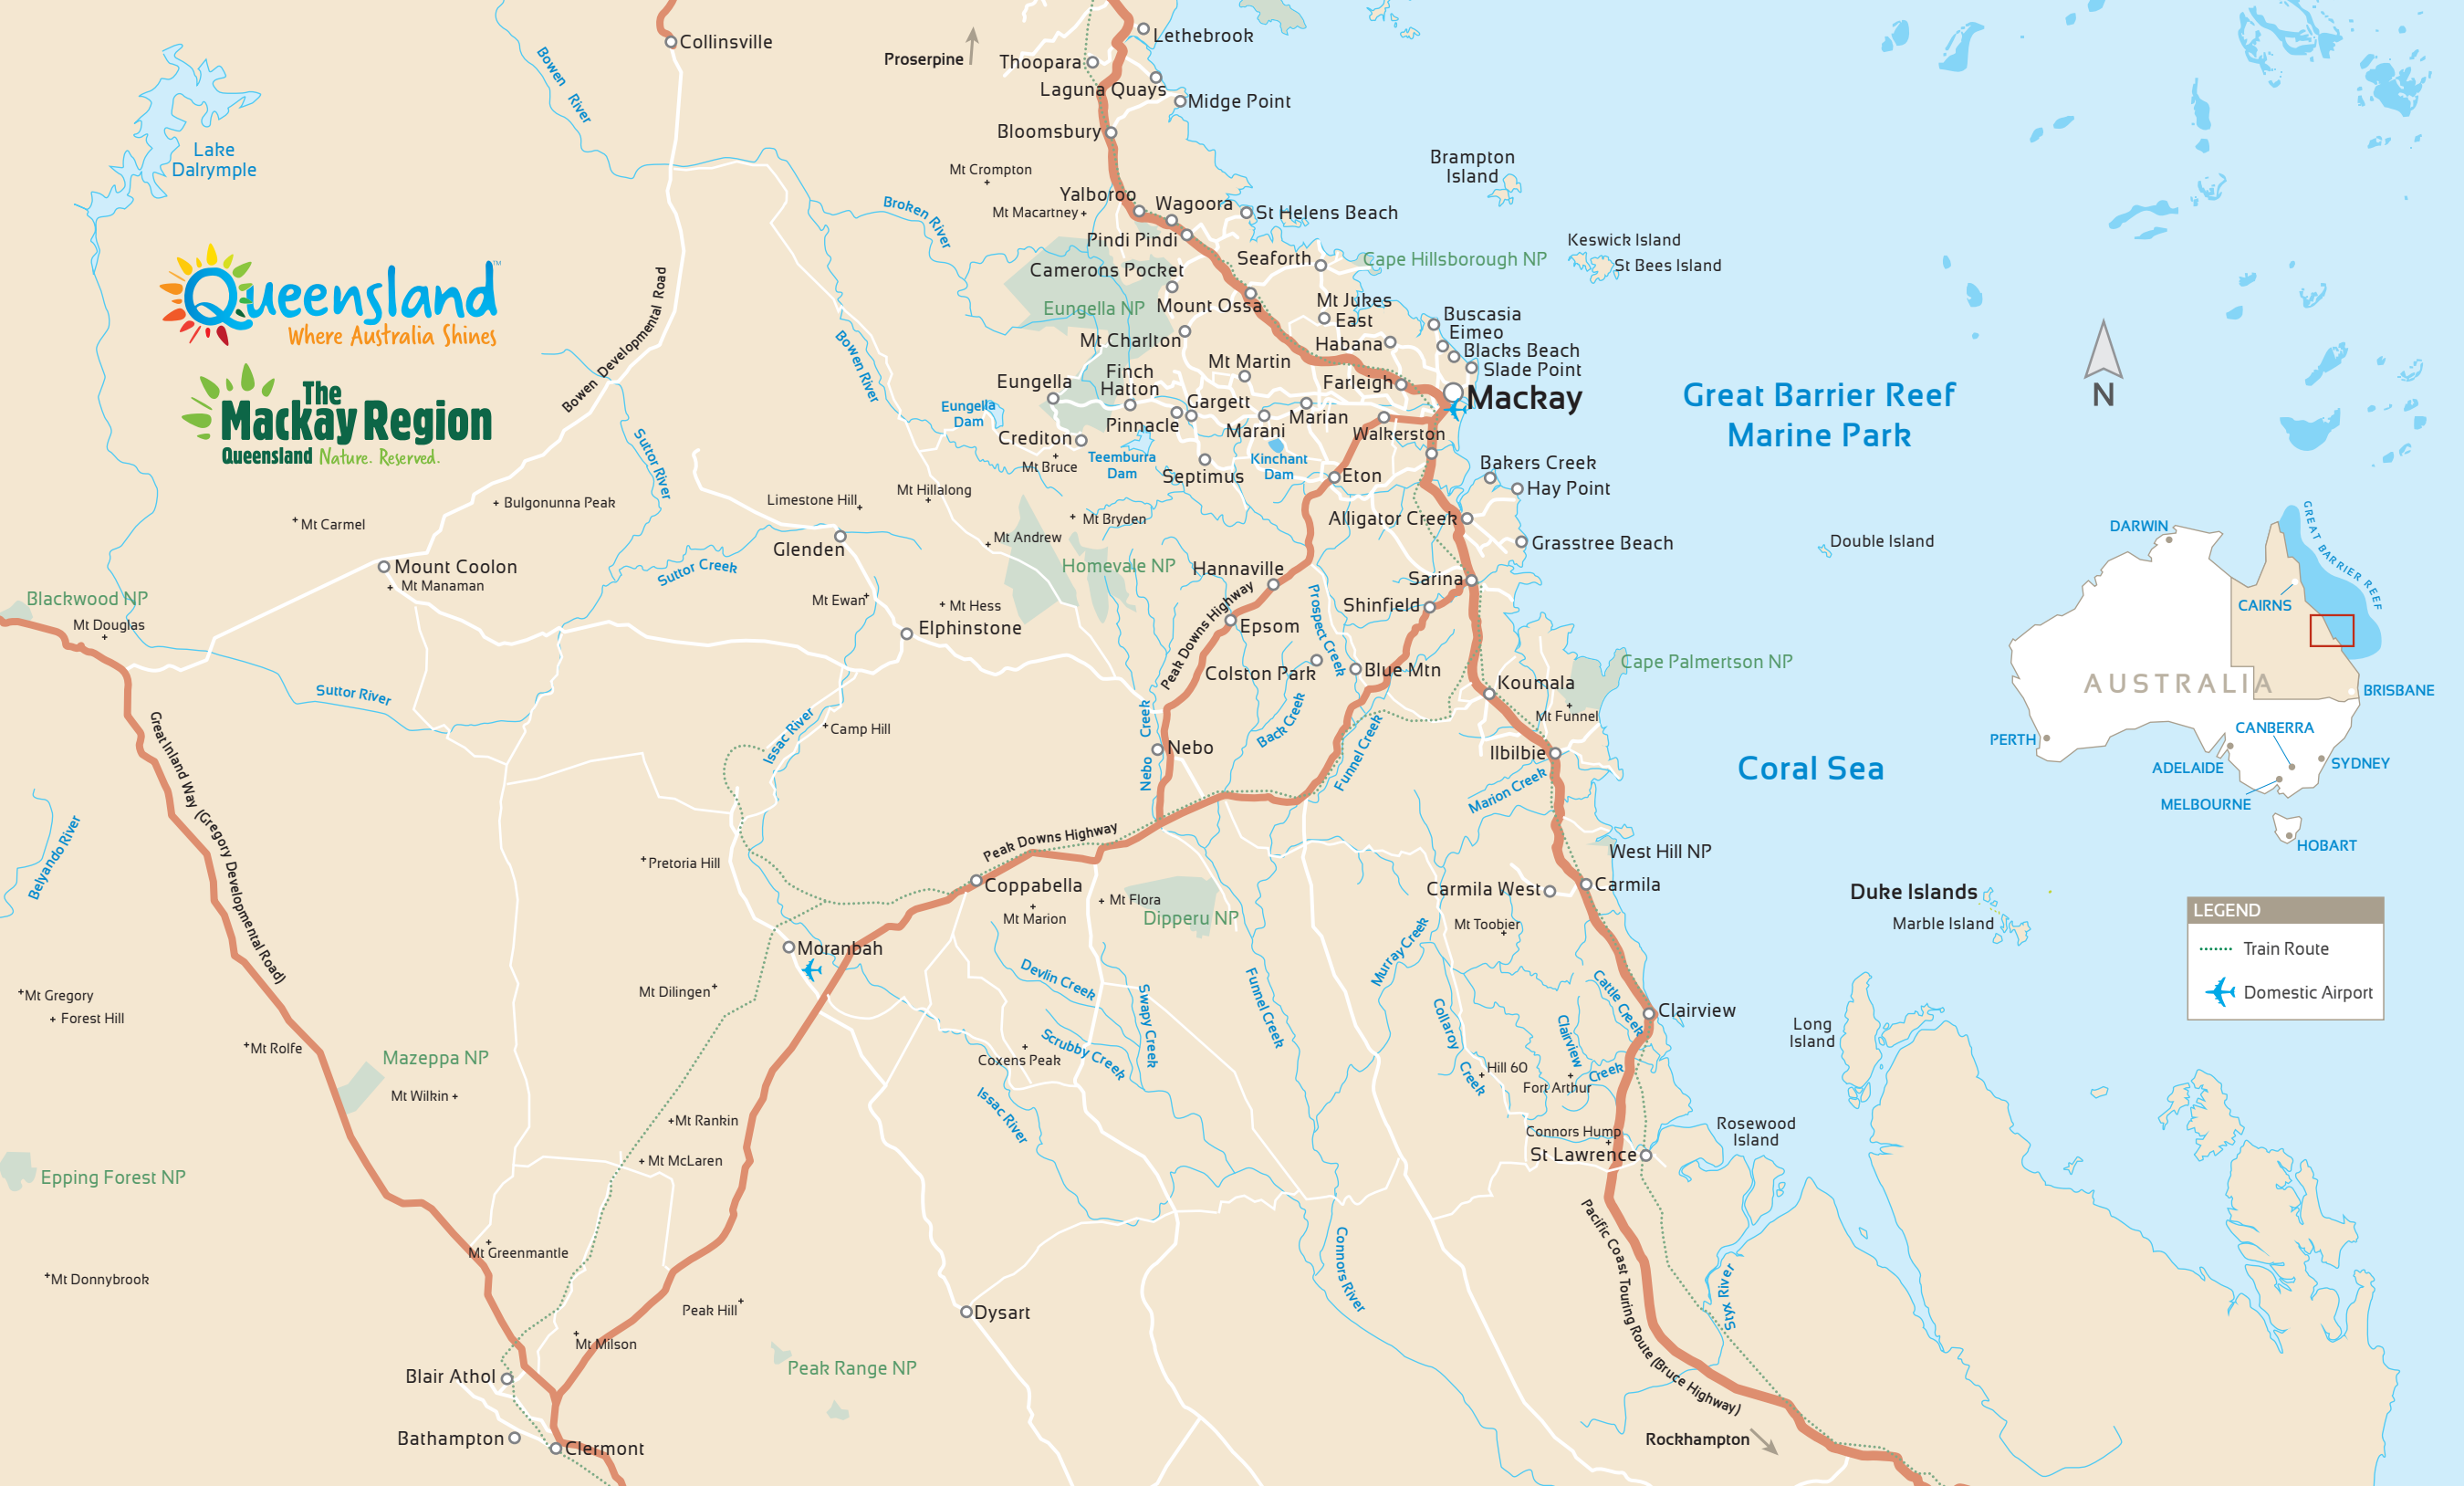 Collinsville
Lethebrook
Proserpine
Thoopara
Laguna Quays
Midge Point
Bowen River
Bloomsbury
Lake
Dalrymple
Mt Crompton
Brampton
Island
Yalboroo
Wagoora
Mt Macartney
St Helens Beach
Broken River
Pindi Pindi
Keswick Island
Seaforth
Cape Hillsborough NP
St Bees Island
Camerons Pocket
Queensland
TM
Where Australia Shines
Eungella NP
Mount Ossa
Mt Jukes
East
Buscasia
Eimeo
Bowen Developmental Road
Bowen River
Mt Charlton
Habana
Blacks Beach
Slade Point
Mt Martin
The
Mackay Region
Queensland Nature. Reserved.
Eungella
Finch
Hatton
Farleigh
Mackay
Great Barrier Reef
Marine Park
N
Eungella
Dam
Gargett
Pinnacle
Marani
Marian
Walkerston
Crediton
Mt Bruce
Teemburra
Dam
Kinchant
Dam
Septimus
Eton
Bakers Creek
Hay Point
Suttor River
Bulgonunna Peak
Limestone Hill
Mt Hillalong
Mt Carmel
Mt Bryden
Alligator Creek
Glenden
Mt Andrew
Grasstree Beach
Double Island
DARWIN
GREAT BARRIER REEF
Mount Coolon
Mt Manaman
Suttor Creek
Homevale NP
Hannaville
Sarina
Blackwood NP
Mt Douglas
Mt Ewan
Mt Hess
Shinfield
CAIRNS
Elphinstone
Epsom
Peak Downs Highway
Prospect Creek
Colston Park
Blue Mtn
Cape Palmertson NP
Koumala
AUSTRALIA
BRISBANE
Suttor River
Mt Funnel
Great Inland Way (Gregory Developmental Road)
Issac River
Camp Hill
Nebo Creek
Nebo
Back Creek
Funnel Creek
Ilbilbie
CANBERRA
PERTH
Coral Sea
ADELAIDE
SYDNEY
Marion Creek
MELBOURNE
Belyando River
HOBART
Peak Downs Highway
Pretoria Hill
West Hill NP
Coppabella
Carmila West
Carmila
Mt Marion
Mt Flora
Dipperu NP
Mt Toobier
Duke Islands
Marble Island
LEGEND
Train Route
Domestic Airport
Moranbah
Murray Creek
Devlin Creek
Mt Dilingen
Swapy Creek
Funnel Creek
Cattle Creek
Clairview
Mt Gregory
Forest Hill
Long
Island
Collaroy
Creek
Clairview
Creek
Mt Rolfe
Mazeppa NP
Coxens Peak
Scrubby Creek
Hill 60
Fort Arthur
Mt Wilkin
Issac River
Mt Rankin
Connors Hump
Rosewood
Island
St Lawrence
Mt McLaren
Epping Forest NP
Mt Greenmantle
Connors River
Pacific Coast Touring Route (Bruce Highway)
Styx River
Mt Donnybrook
Peak Hill
Dysart
Mt Milson
Peak Range NP
Blair Athol
Bathampton
Clermont
Rockhampton